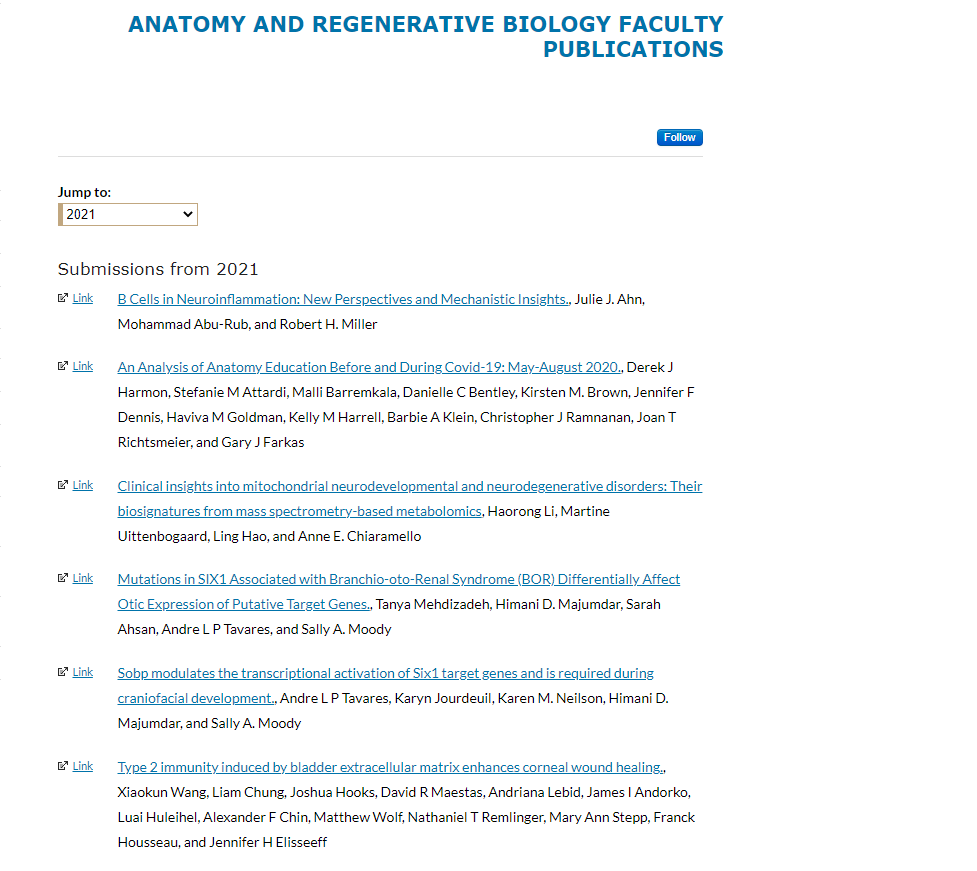 ANATOMY AND REGENERATIVE BIOLOGY FACULTY
PUBLICATIONS
Follow
Jump to:
2021
Submissions from 2021
Link
B Cells in Neuroinflammation: New Perspectives and Mechanistic Insights., Julie J. Ahn,
Mohammad Abu-Rub, and Robert H. Miller
Link
An Analysis of Anatomy Education Before and During Covid-19: May-August 2020., Derek J
Harmon, Stefanie M Attardi, Malli Barremkala, Danielle C Bentley, Kirsten M. Brown, Jennifer F
Dennis, Haviva M Goldman, Kelly M Harrell, Barbie A Klein, Christopher J Ramnanan, Joan T
Richtsmeier, and Gary J Farkas
Link
Clinical insights into mitochondrial neurodevelopmental and neurodegenerative disorders: Their
biosignatures from mass spectrometry-based metabolomics, Haorong Li, Martine
Uittenbogaard, Ling Hao, and Anne E. Chiaramello
Link
Mutations in SIX1 Associated with Branchio-oto-Renal Syndrome (BOR) Differentially Affect
Otic Expression of Putative Target Genes., Tanya Mehdizadeh, Himani D. Majumdar, Sarah
Ahsan, Andre L P Tavares, and Sally A. Moody
Link
Sobp modulates the transcriptional activation of Six1 target genes and is required during
craniofacial development., Andre L P Tavares, Karyn Jourdeuil, Karen M. Neilson, Himani D.
Majumdar, and Sally A. Moody
Link
Type 2 immunity induced by bladder extracellular matrix enhances corneal wound healing.,
Xiaokun Wang, Liam Chung, Joshua Hooks, David R Maestas, Andriana Lebid, James I Andorko,
Luai Huleihel, Alexander F Chin, Matthew Wolf, Nathaniel T Remlinger, Mary Ann Stepp, Franck
Housseau, and Jennifer H Elisseeff